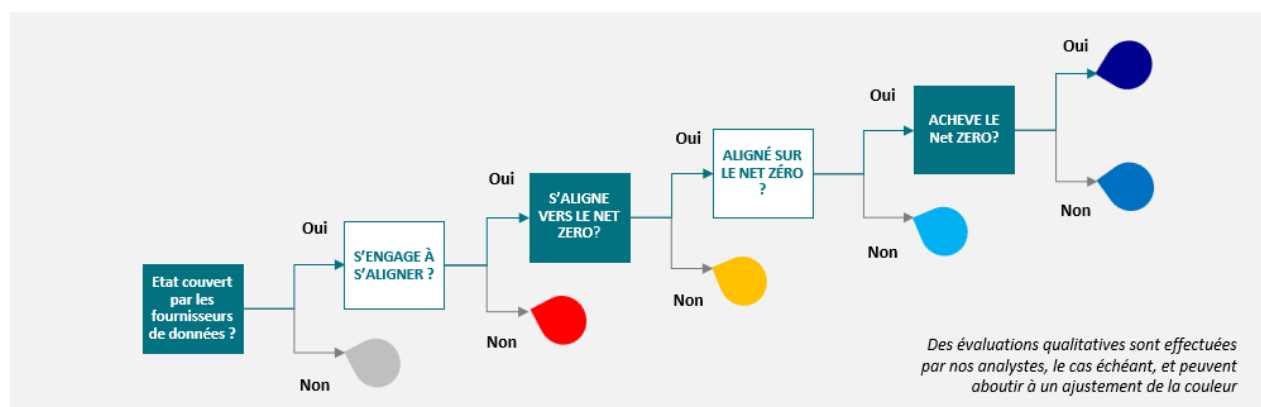 Oui
Oui
ACHEVE LE
Net ZERO?
Oui
ALIGNÉ SUR
LE NET ZÉRO
?
Non
Oui
S'ALIGNE
VERS LE NET
ZERO?
Oui
S'ENGAGE À
S'ALIGNER ?
Non
Non
Etat couvert
par les
fournisseurs
de données ?
Non
Non
Des évaluations qualitatives sont effectuées
par nos analystes, le cas échéant, et peuvent
aboutir à un ajustement de la couleur